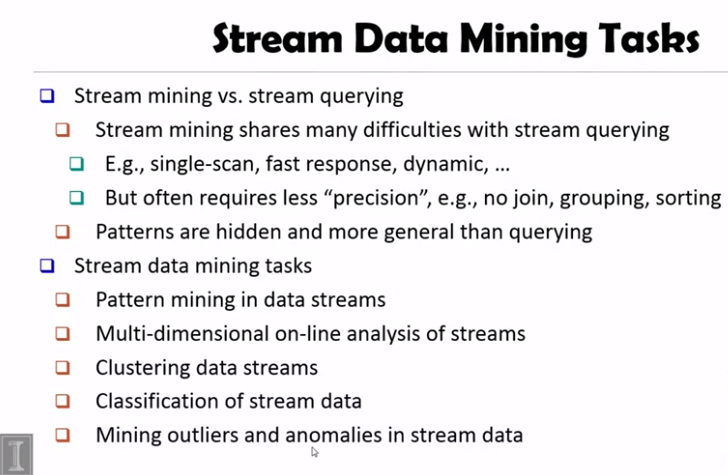 Stream Data Mining Tasks
Stream mining vs. stream querying
Stream mining shares many difficulties with stream querying
E.g., single-scan, fast response, dynamic, …
But often requires less “precision”, e.g., no join, grouping, sorting
Patterns are hidden and more general than querying
Stream data mining tasks
Pattern mining in data streams
Multi-dimensional on-line analysis of streams
Clustering data streams
Classification of stream data
Mining outliers and anomalies in stream data
I